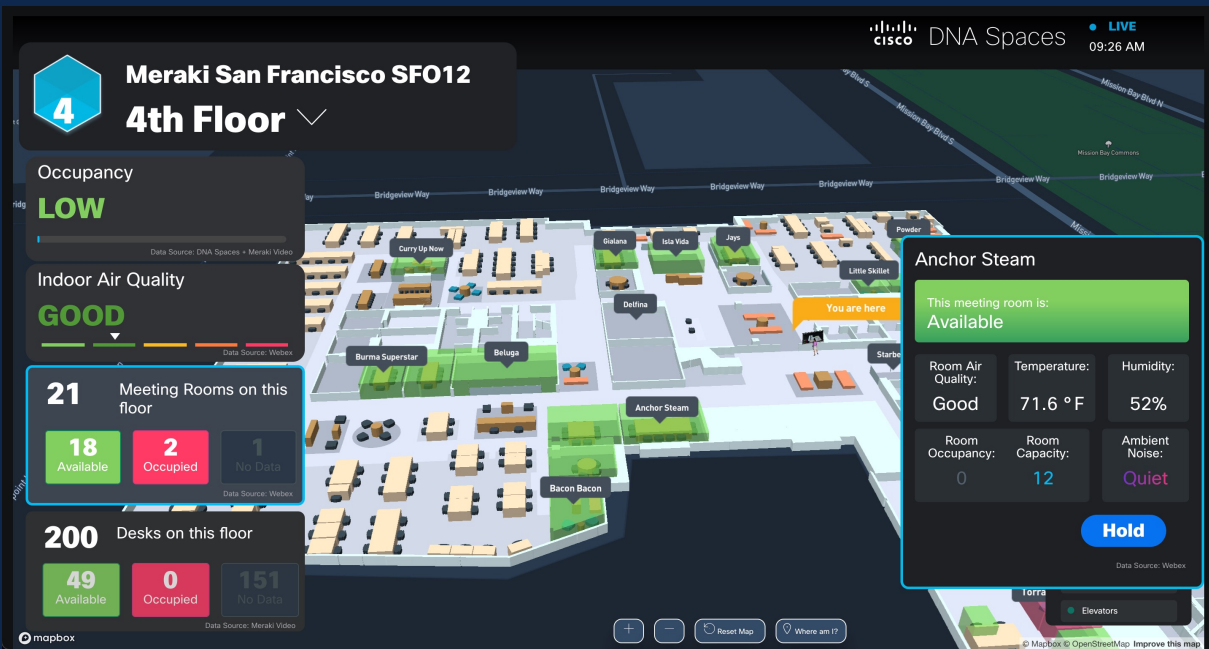 CISCO DNA Spaces
LIVE
09:26 AM
4
Meraki San Francisco SFO12
4th Floor
Occupancy
LOW
Data Source: DNA Spaces + Meraki Video
Indoor Air Quality
GOOD
Data Source: Webex
21 Meeting Rooms on this
floor
18 2 1
Available Occupied No Data
Data Source: Webex
200 Desks on this floor
49 0 151
Available Occupied No Data
Data Source: Meraki Video
mapbox
Mission Bay Blvd S
Mission Bay Blvd N
Mission Bay Commons
Bridgeview Way
Bridgeview Way
Bridgeview Way
Bridgeview Way
Bridgeview Way
Bridgeview Way
Bridgeview Way
Curry Up Now
Gialana
Isla Vida
Jays
Powder
Little Skillet
Delfina
You are here
Burma Superstar
Beluga
Anchor Steam
Bacon Bacon
Anchor Steam
This meeting room is:
Available
Room Air
Quality:
Good
Temperature:
71.6 °F
Humidity:
52%
Room
Occupancy:
0
Room
Capacity:
12
Ambient
Noise:
Quiet
Hold
Data Source: Webex
Elevators
+
−
Reset Map
Where am I?
© Mapbox © OpenStreetMap Improve this map